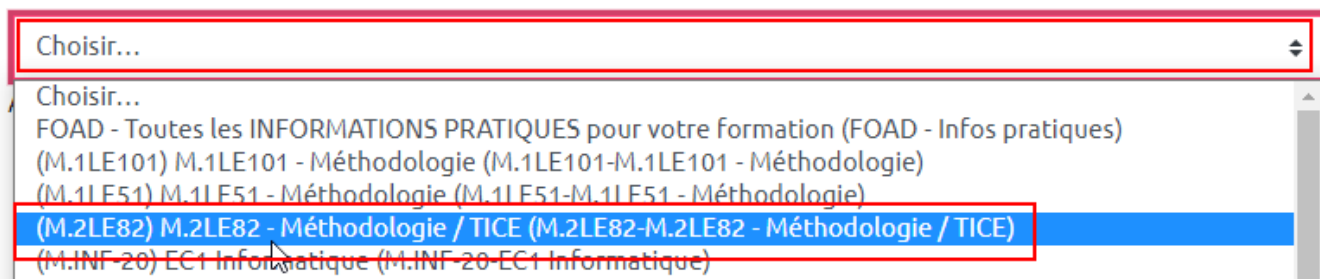 Choisir...
Choisir...
FOAD - Toutes les INFORMATIONS PRATIQUES pour votre formation (FOAD - Infos pratiques)
(M.1LE101) M.1LE101 - Méthodologie (M.1LE101-M.1LE101 - Méthodologie)
(M.1LE51) M.1LE51 - Méthodologie (M.1LE51-M.1LE51 - Méthodologie)
(M.2LE82) M.2LE82 - Méthodologie / TICE (M.2LE82-M.2LE82 - Méthodologie / TICE)
(M.INF-20) EC1 Informatique (M.INF-20-EC1 Informatique)